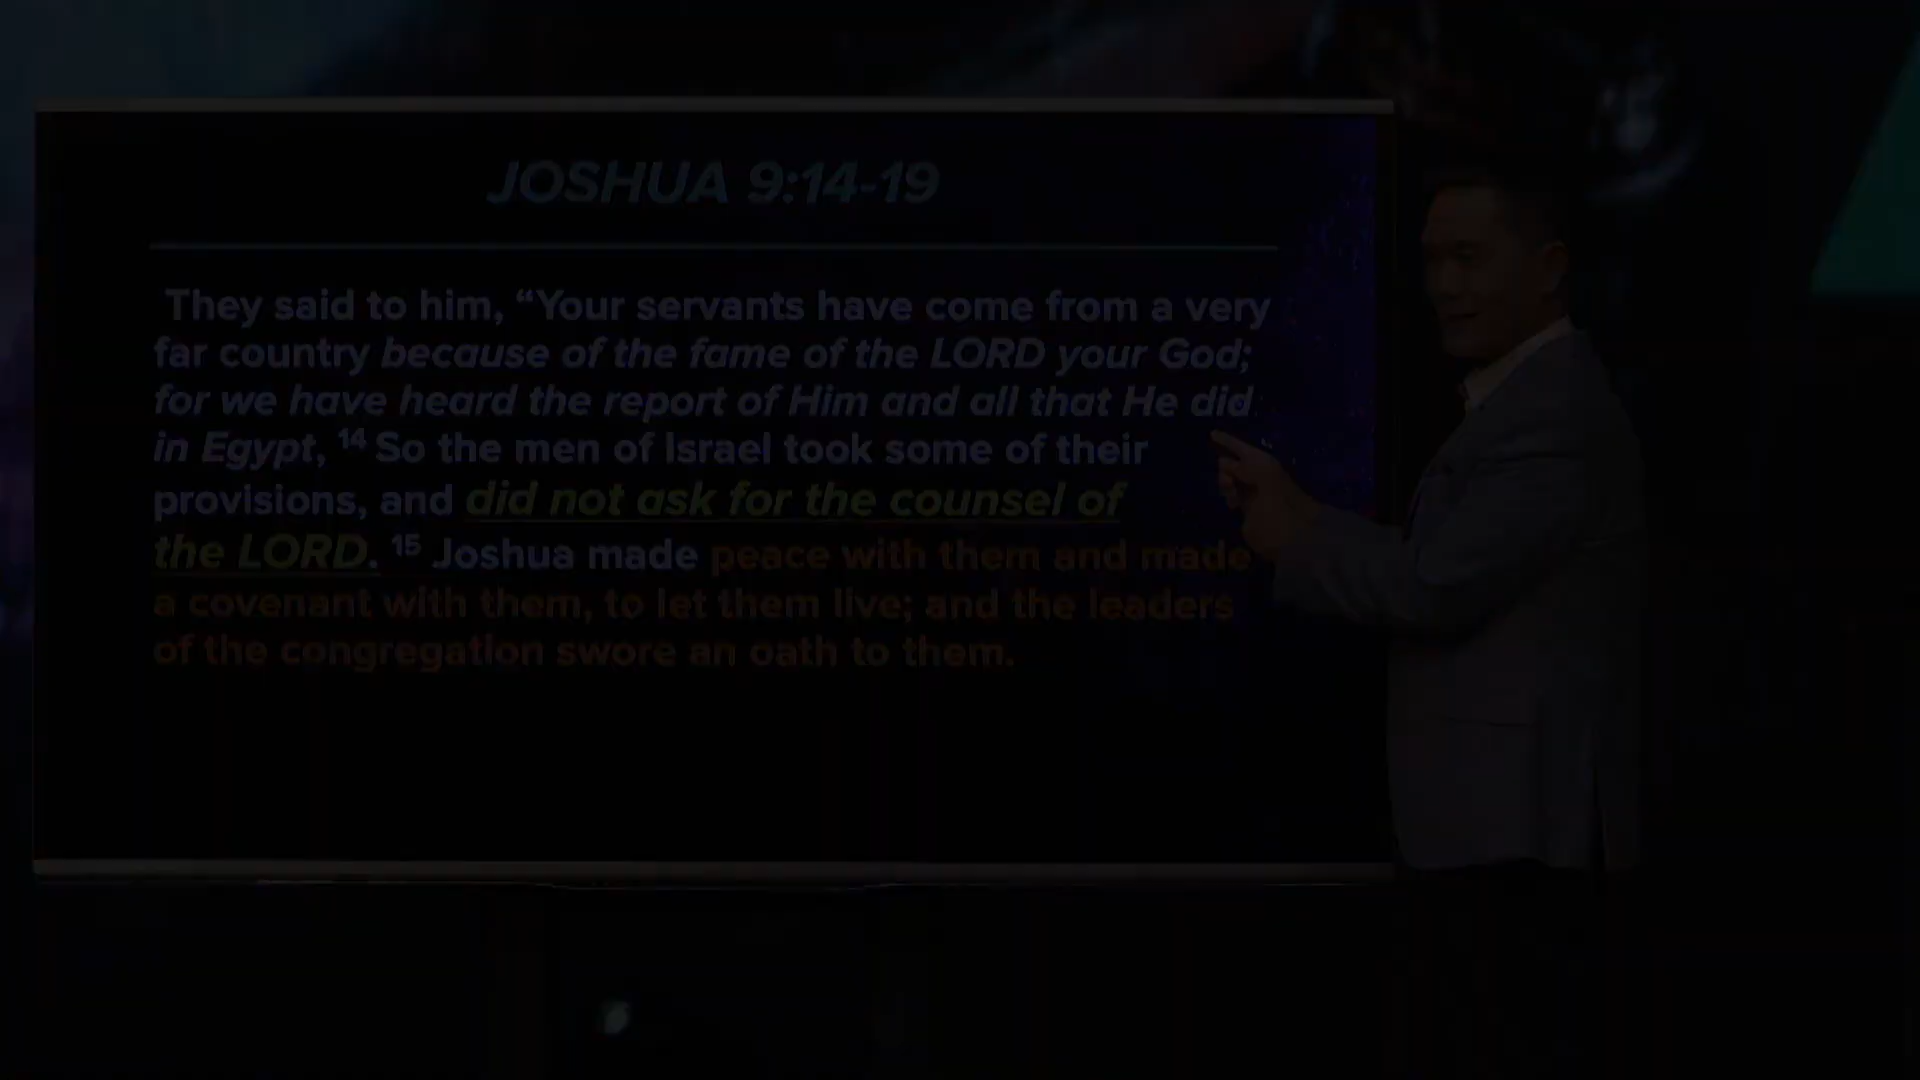 JOSHUA 9:14-19
They said to him, “Your servants have come from a very
far country because of the fame of the LORD your God;
for we have heard the report of Him and all that He did
in Egypt, 14 So the men of Israel took some of their
provisions, and did not ask for the counsel of
the LORD. 15 Joshua made peace with them and made
a covenant with them, to let them live; and the leaders
of the congregation swore an oath to them.